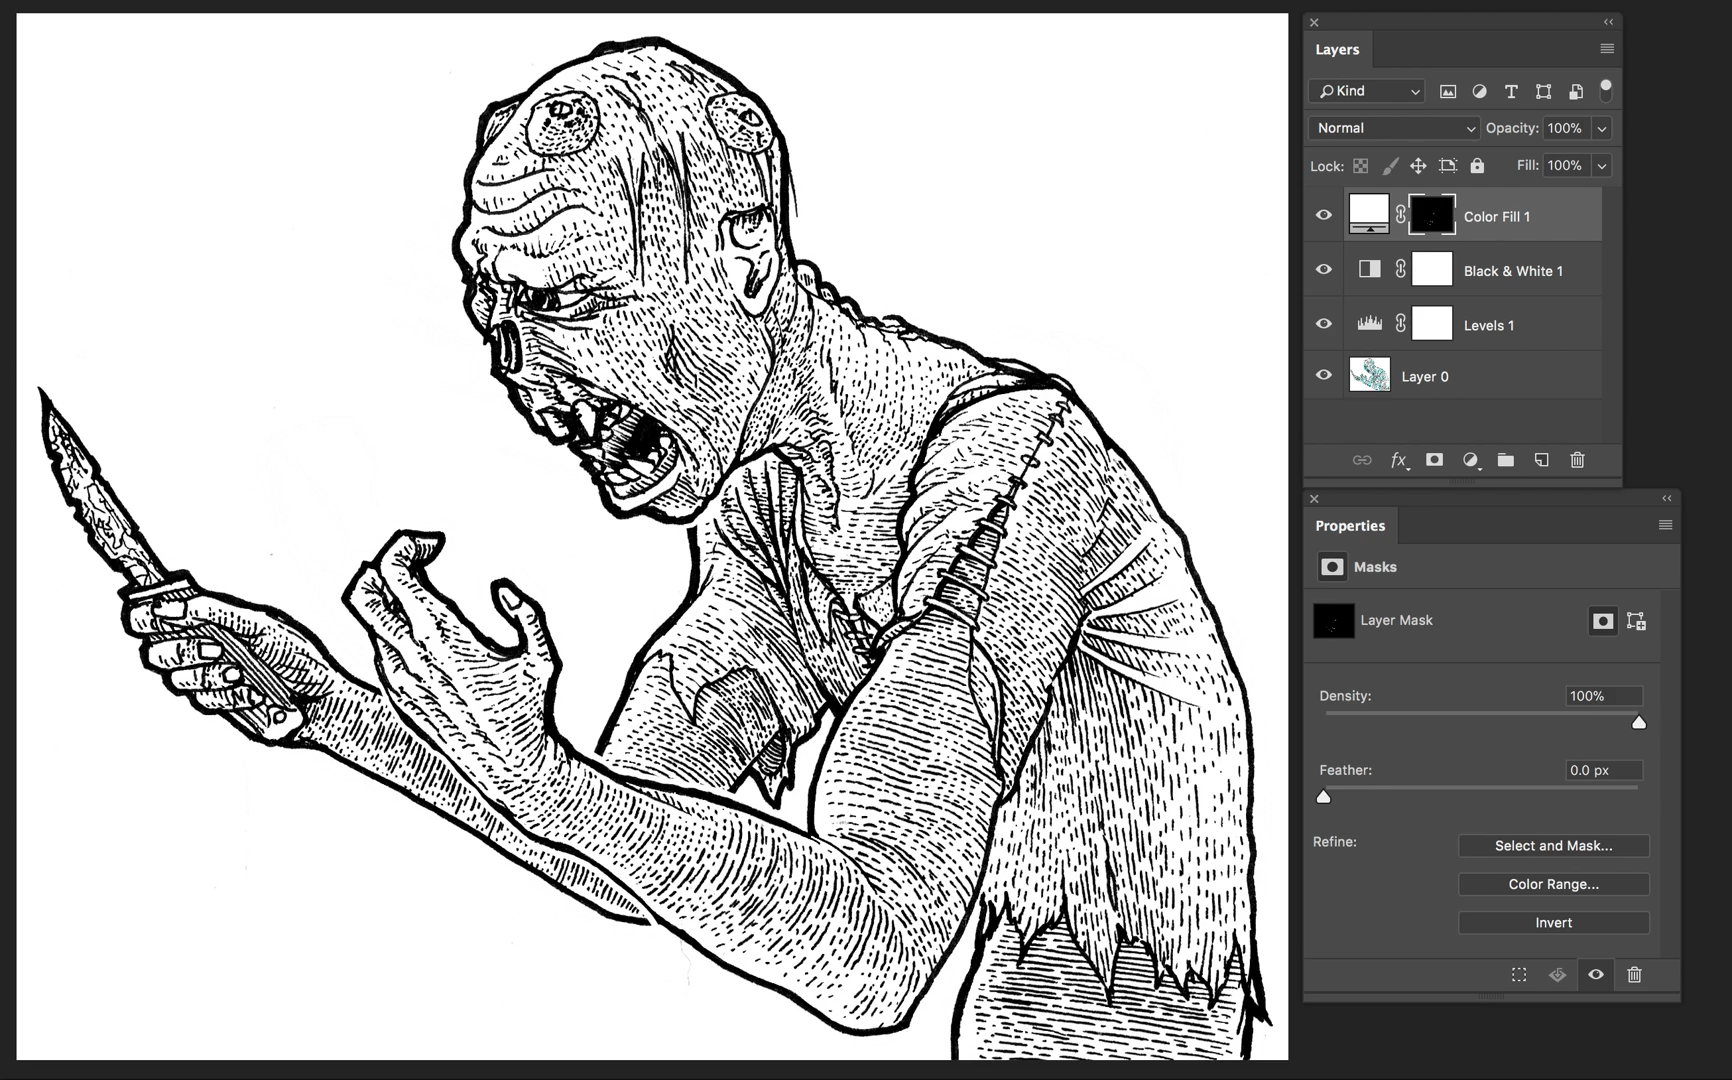 Layers
Kind
Normal Opacity: 100%
Lock: Fill: 100%
Color Fill 1
Black & White 1
Levels 1
Layer 0
fx
Properties
Masks
Layer Mask
Density: 100%
Feather: 0.0 px
Refine: Select and Mask...
Color Range...
Invert